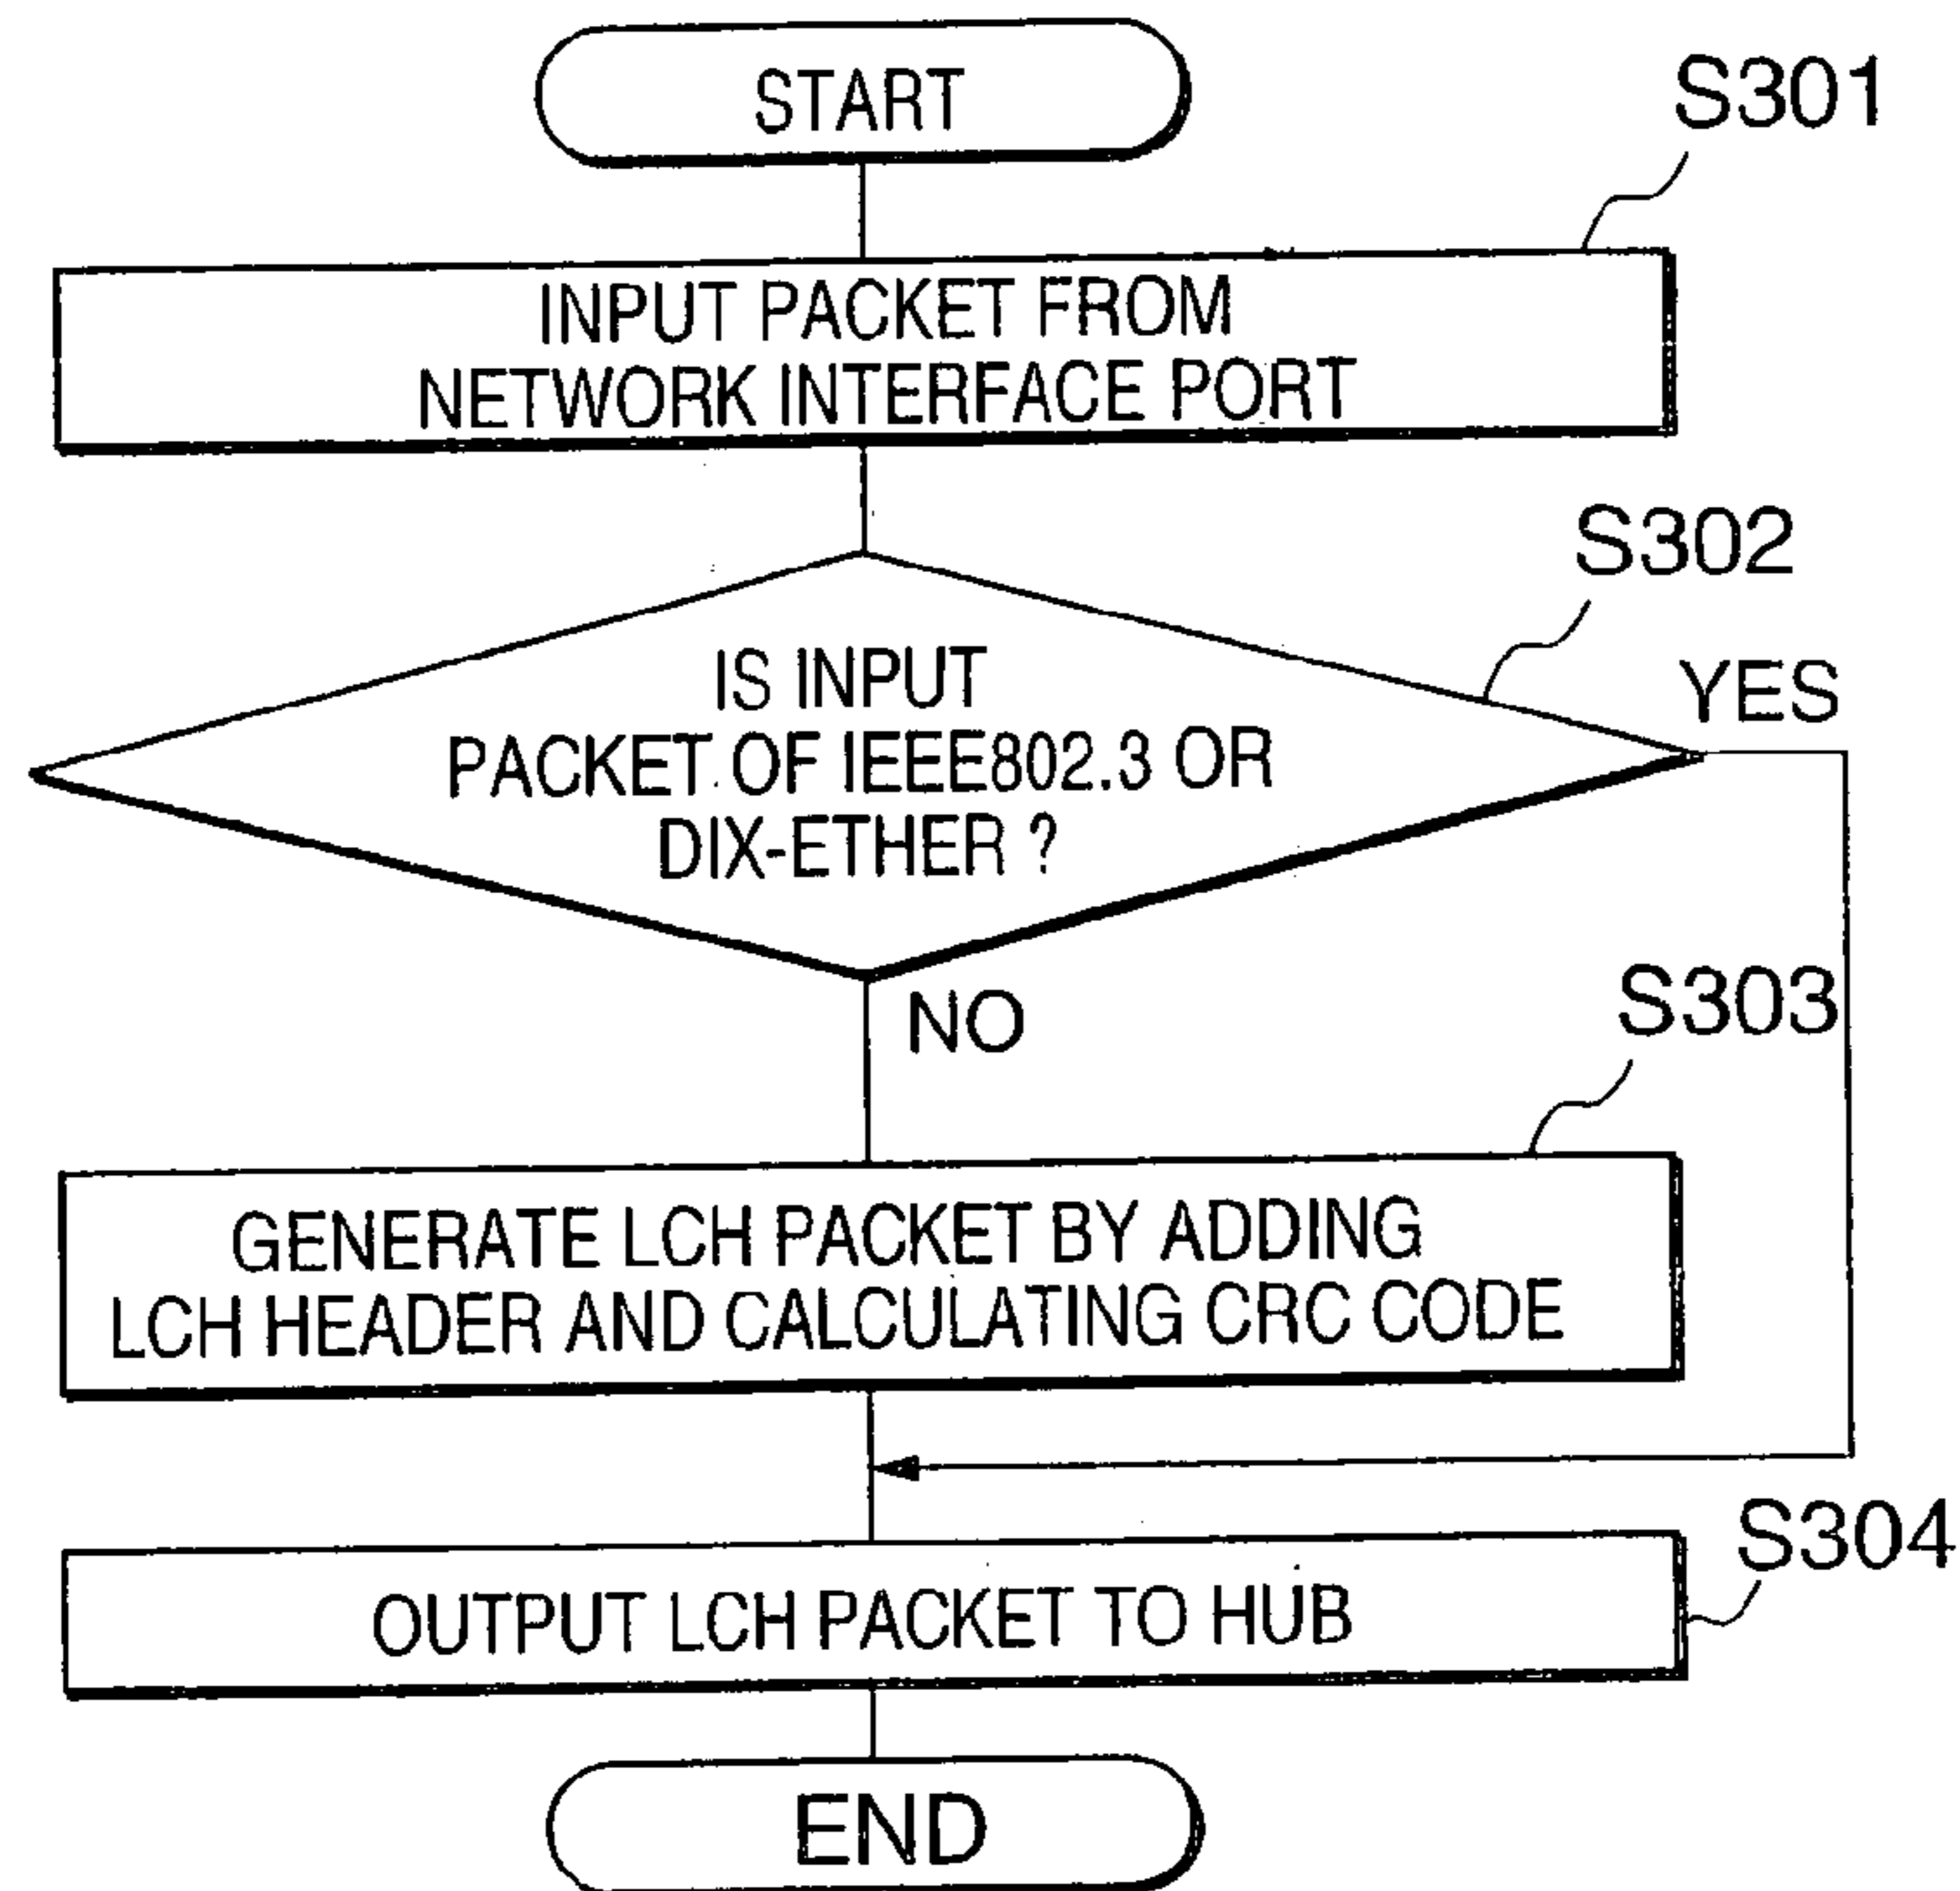 START
S301
INPUT PACKET FROM
NETWORK INTERFACE PORT
S302
IS INPUT
PACKET OF IEEE802.3 OR
DIX-ETHER ?
YES
NO
S303
GENERATE LCH PACKET BY ADDING
LCH HEADER AND CALCULATING CRC CODE
S304
OUTPUT LCH PACKET TO HUB
END